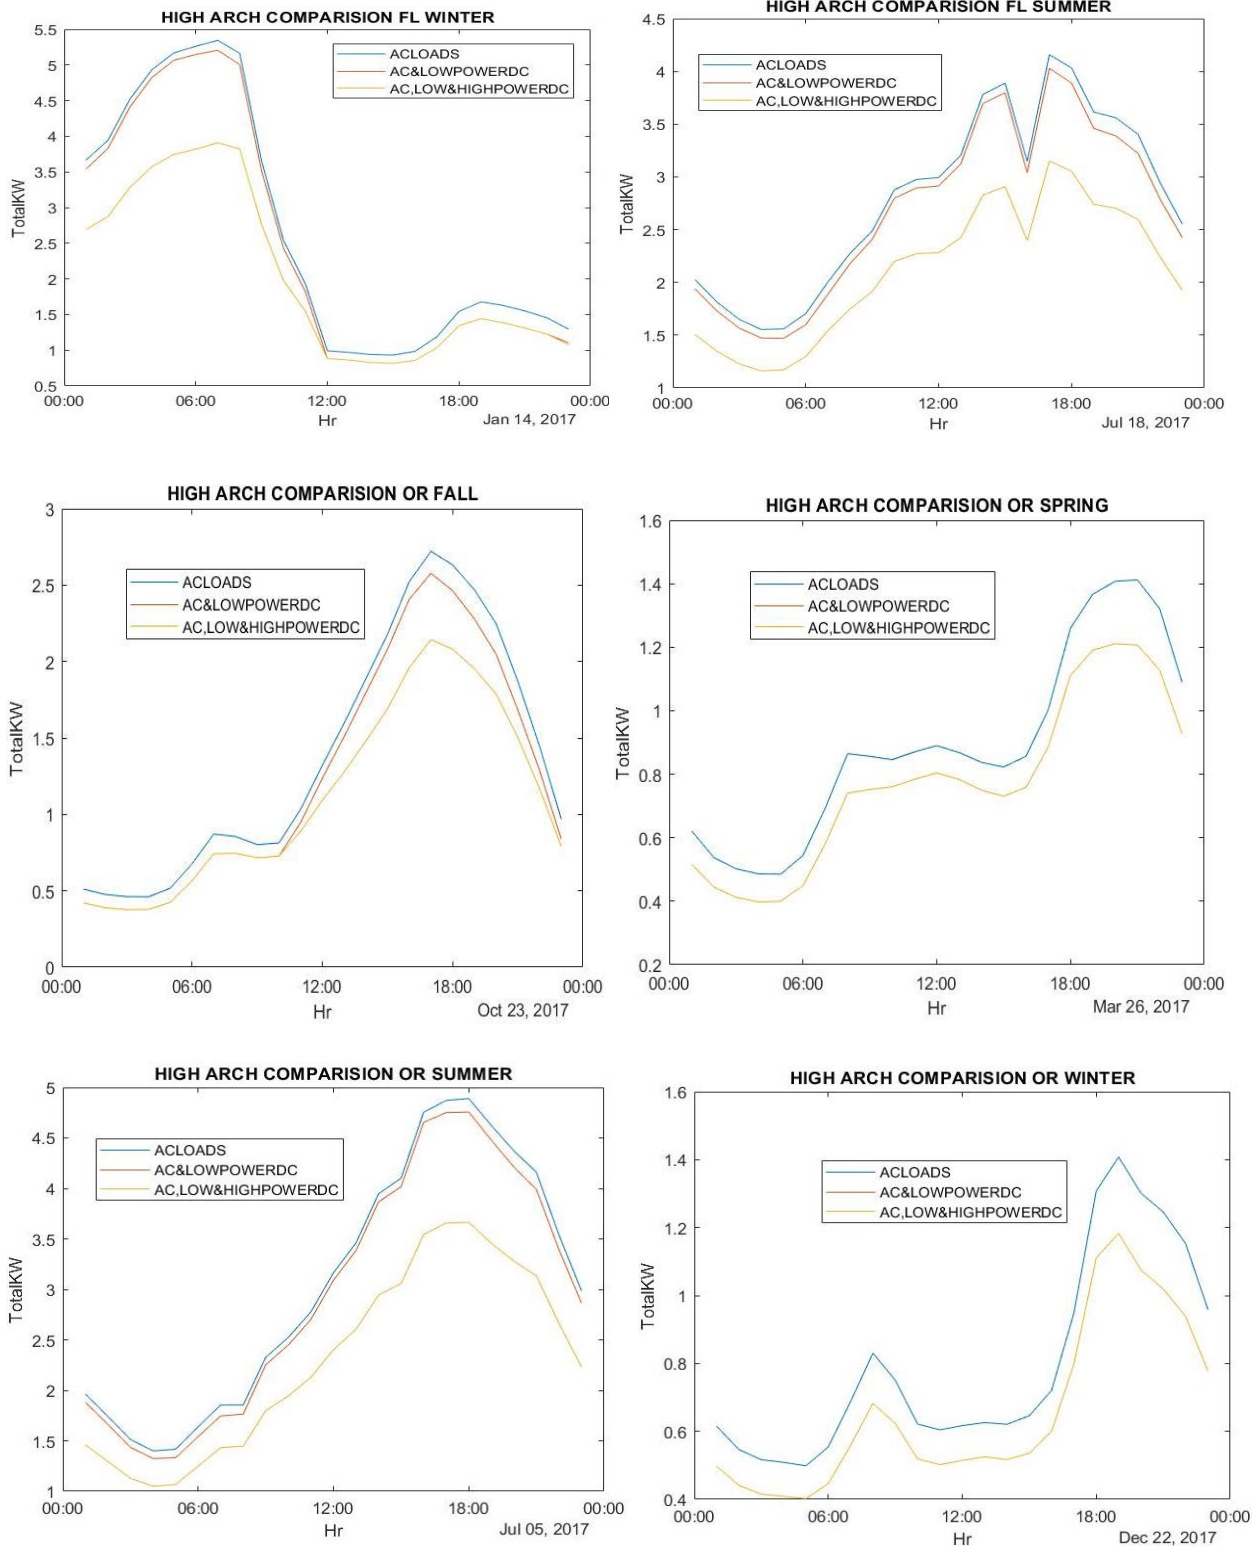 HIGH ARCH COMPARISION FL WINTER
5.5
5
4.5
4
3.5
3
2.5
2
1.5
1
0.5
TotalKW
ACLOADS
AC&LOWPOWERDC
AC,LOW&HIGHPOWERDC
00:00 06:00 12:00 18:00 00:00
Hr
Jan 14, 2017
HIGH ARCH COMPARISION FL SUMMER
4.5
4
3.5
3
2.5
2
1.5
1
TotalKW
ACLOADS
AC&LOWPOWERDC
AC,LOW&HIGHPOWERDC
00:00 06:00 12:00 18:00 00:00
Hr
Jul 18, 2017
HIGH ARCH COMPARISION OR FALL
3
2.5
2
1.5
1
0.5
0
TotalKW
ACLOADS
AC&LOWPOWERDC
AC,LOW&HIGHPOWERDC
00:00 06:00 12:00 18:00 00:00
Hr
Oct 23, 2017
HIGH ARCH COMPARISION OR SPRING
1.6
1.4
1.2
1
0.8
0.6
0.4
0.2
TotalKW
ACLOADS
AC&LOWPOWERDC
AC,LOW&HIGHPOWERDC
00:00 06:00 12:00 18:00 00:00
Hr
Mar 26, 2017
HIGH ARCH COMPARISION OR SUMMER
5
4.5
4
3.5
3
2.5
2
1.5
1
TotalKW
ACLOADS
AC&LOWPOWERDC
AC,LOW&HIGHPOWERDC
00:00 06:00 12:00 18:00 00:00
Hr
Jul 05, 2017
HIGH ARCH COMPARISION OR WINTER
1.6
1.4
1.2
1
0.8
0.6
0.4
TotalKW
ACLOADS
AC&LOWPOWERDC
AC,LOW&HIGHPOWERDC
00:00 06:00 12:00 18:00 00:00
Hr
Dec 22, 2017